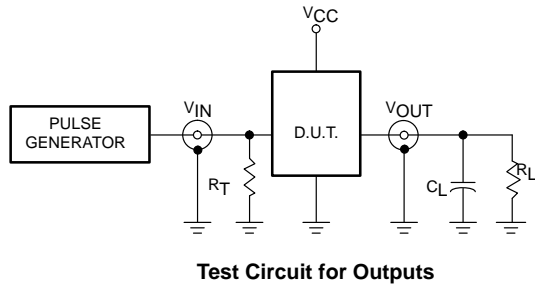 VCC
PULSE
GENERATOR
VIN
D.U.T.
VOUT
RT
CL
RL
Test Circuit for Outputs